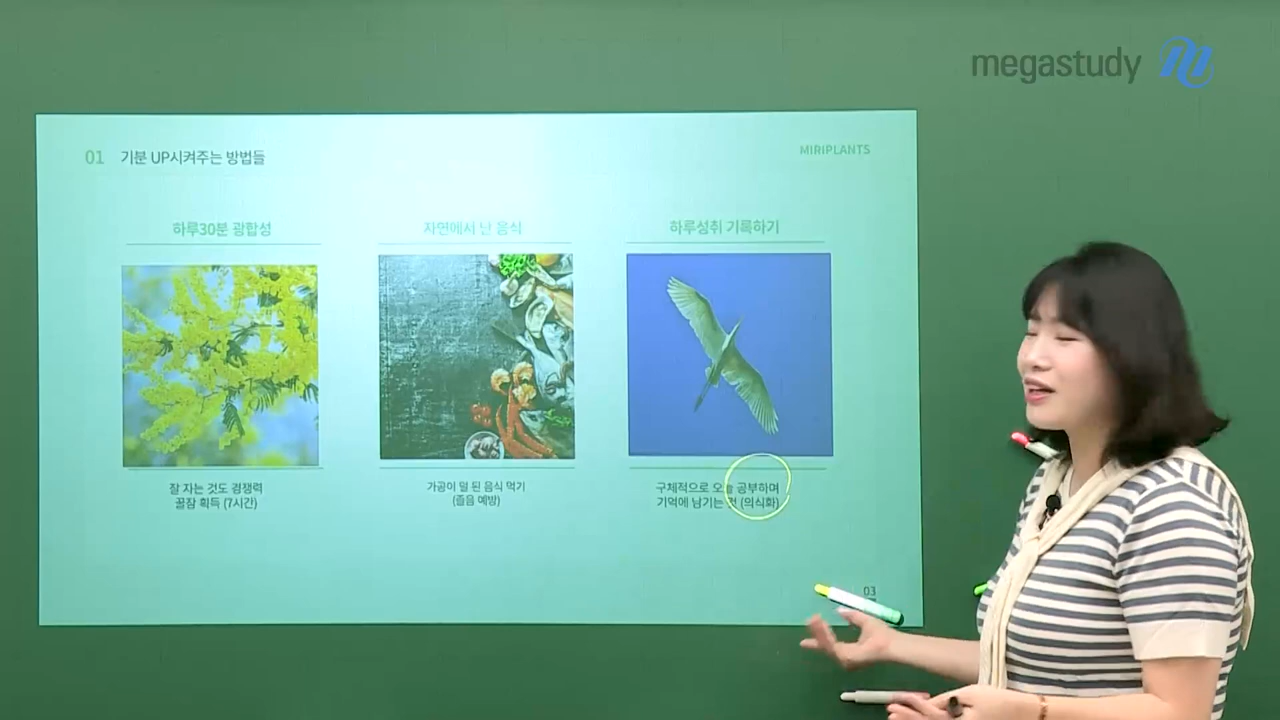 megastudy
01 기분 UP시켜주는 방법들
MIRIPLANTS
하루30분 광합성
자연에서 난 음식
하루성취 기록하기
잘 자는 것도 경쟁력
꿀잠 획득 (7시간)
가공이 덜 된 음식 먹기
(졸음 예방)
구체적으로 오늘 공부하며
기억에 남기는 것 (의식화)
03